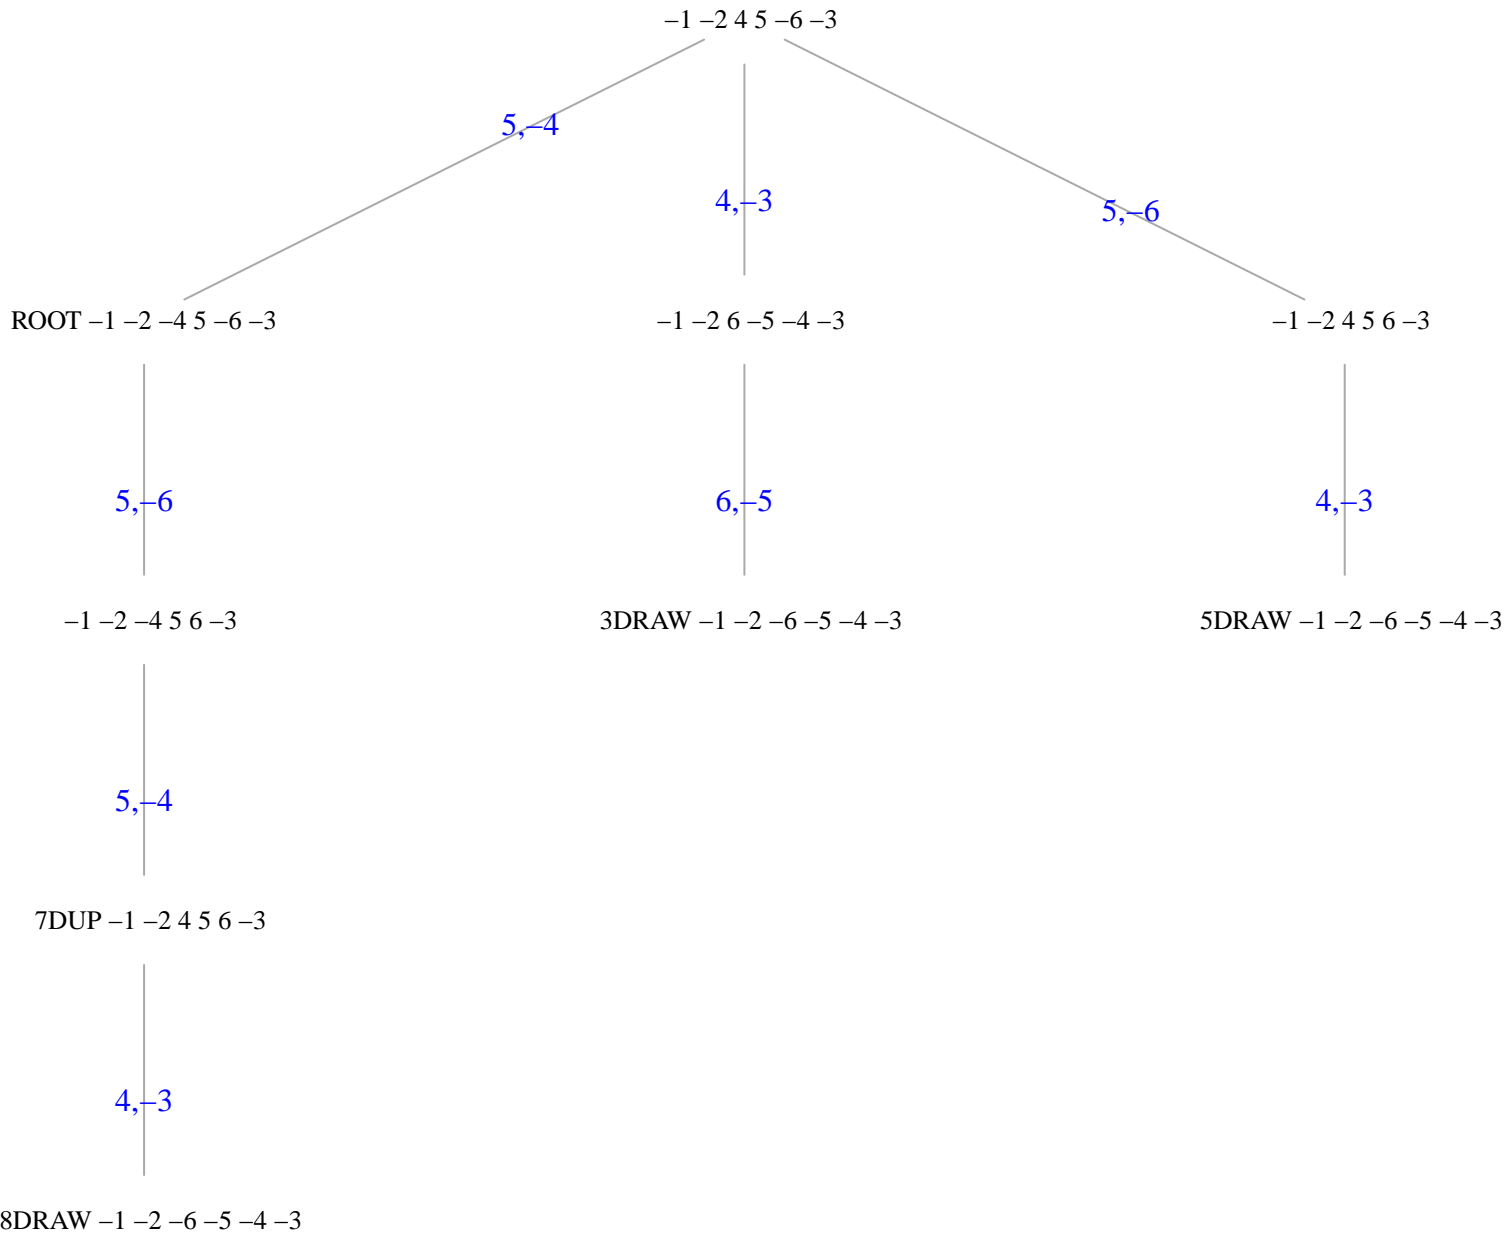 –1 –2 4 5 –6 –3
5,–4
4,–3
5,–6
ROOT –1 –2 –4 5 –6 –3
–1 –2 6 –5 –4 –3
–1 –2 4 5 6 –3
5,–6
6,–5
4,–3
–1 –2 –4 5 6 –3
3DRAW –1 –2 –6 –5 –4 –3
5DRAW –1 –2 –6 –5 –4 –3
5,–4
7DUP –1 –2 4 5 6 –3
4,–3
8DRAW –1 –2 –6 –5 –4 –3